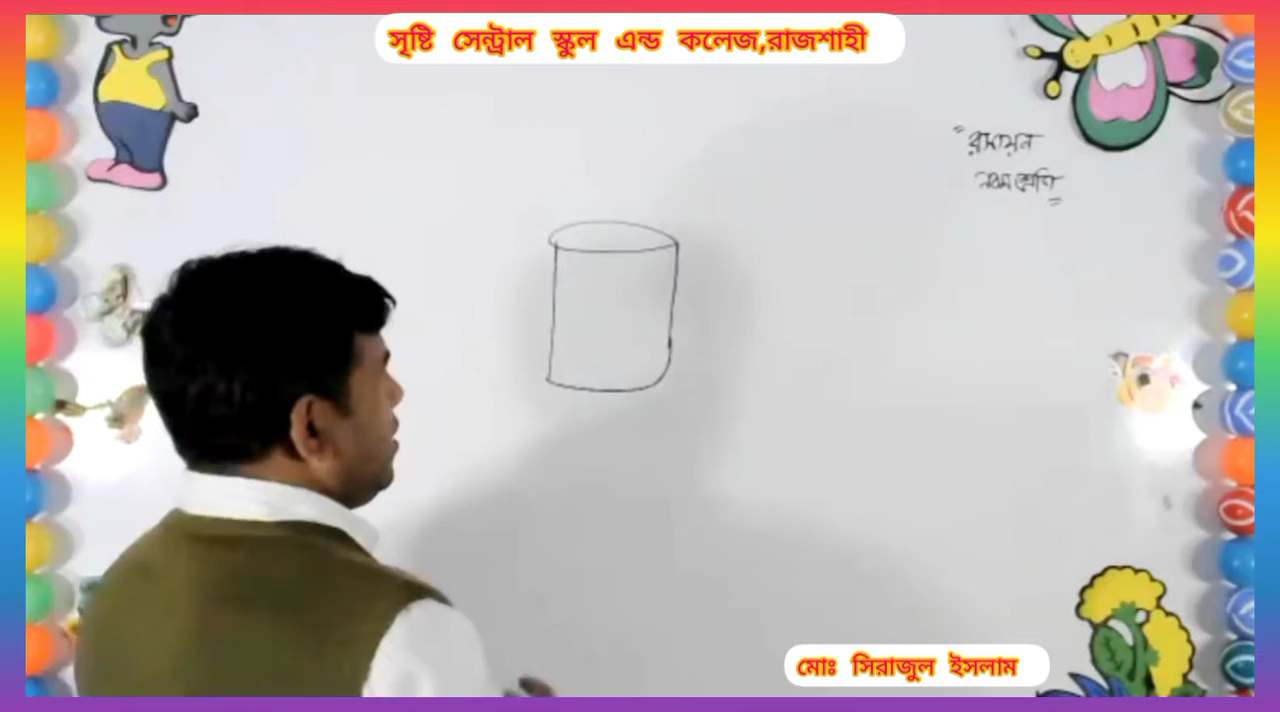 সৃষ্টি সেন্ট্রাল স্কুল এন্ড কলেজ,রাজশাহী
"রসায়ন
নবম শ্রেণি"
মোঃ সিরাজুল ইসলাম